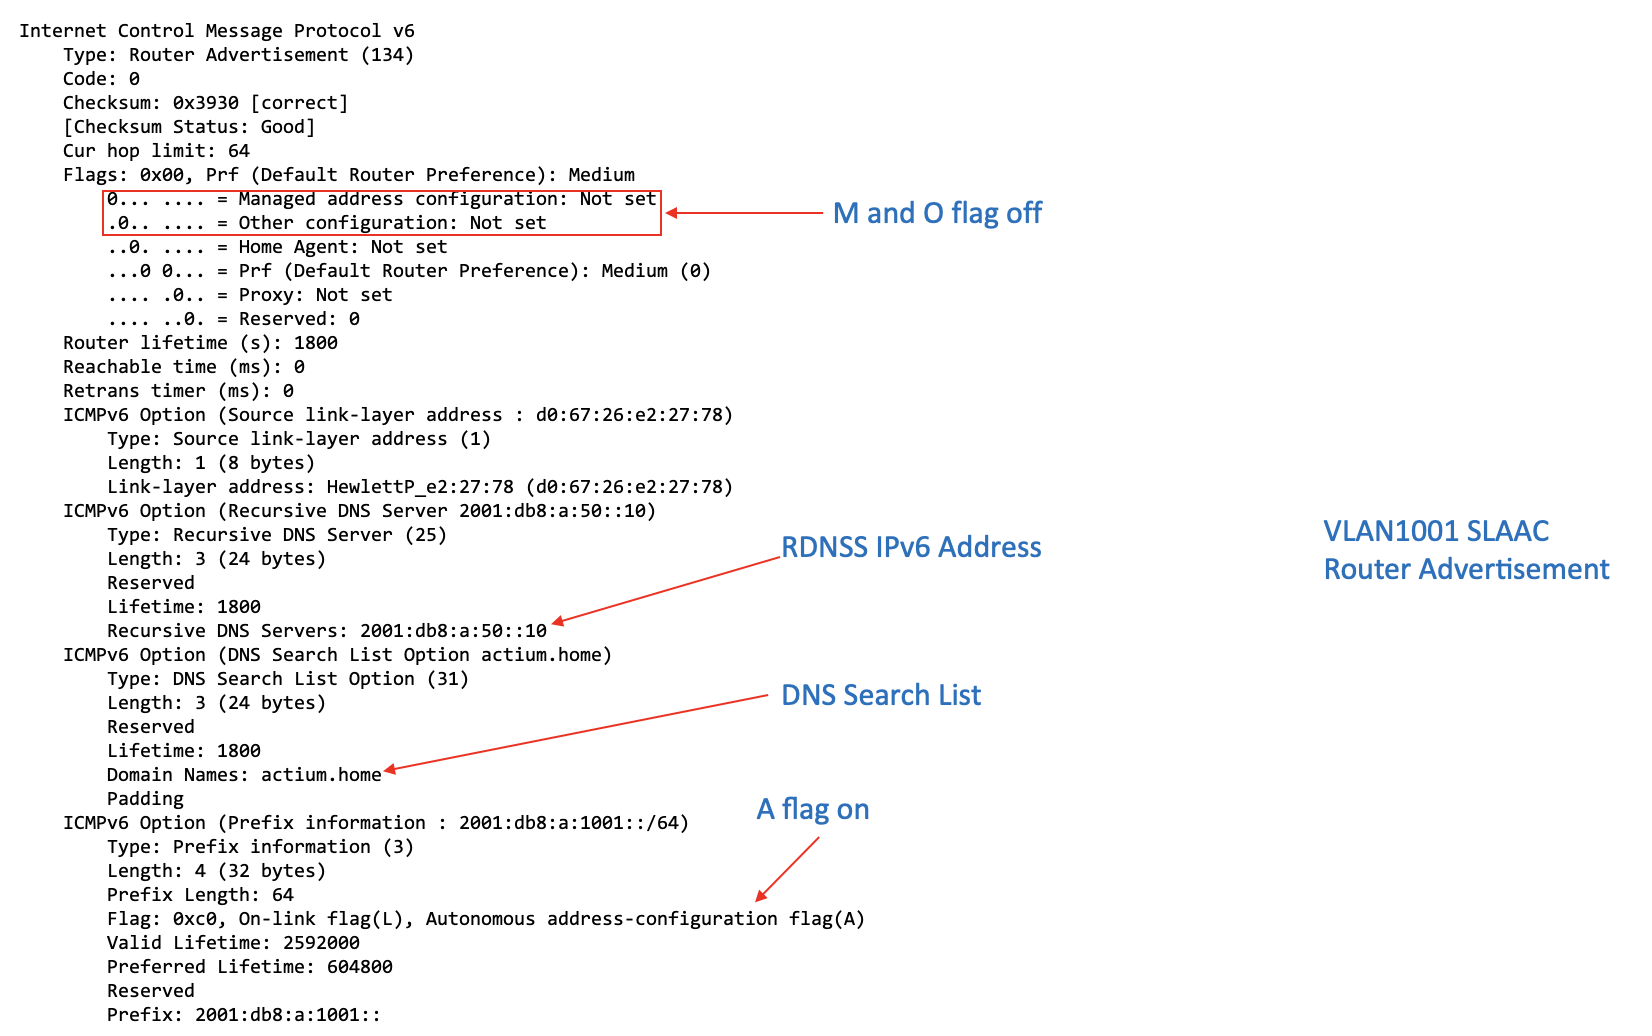 Internet Control Message Protocol v6
Type: Router Advertisement (134)
Code: 0
Checksum: 0x3930 [correct]
[Checksum Status: Good]
Cur hop limit: 64
Flags: 0x00, Prf (Default Router Preference): Medium
0... .... = Managed address configuration: Not set
.0.. .... = Other configuration: Not set
M and O flag off
..0. .... = Home Agent: Not set
...0 0... = Prf (Default Router Preference): Medium (0)
.... .0.. = Proxy: Not set
.... ..0. = Reserved: 0
Router lifetime (s): 1800
Reachable time (ms): 0
Retrans timer (ms): 0
ICMPv6 Option (Source link-layer address : d0:67:26:e2:27:78)
Type: Source link-layer address (1)
Length: 1 (8 bytes)
Link-layer address: HewlettP_e2:27:78 (d0:67:26:e2:27:78)
ICMPv6 Option (Recursive DNS Server 2001:db8:a:50::10)
Type: Recursive DNS Server (25)
Length: 3 (24 bytes)
Reserved
Lifetime: 1800
Recursive DNS Servers: 2001:db8:a:50::10
RDNSS IPv6 Address
VLAN1001 SLAAC
Router Advertisement
ICMPv6 Option (DNS Search List Option actium.home)
Type: DNS Search List Option (31)
Length: 3 (24 bytes)
Reserved
Lifetime: 1800
Domain Names: actium.home
DNS Search List
Padding
ICMPv6 Option (Prefix information : 2001:db8:a:1001::/64)
Type: Prefix information (3)
Length: 4 (32 bytes)
Prefix Length: 64
A flag on
Flag: 0xc0, On-link flag(L), Autonomous address-configuration flag(A)
Valid Lifetime: 2592000
Preferred Lifetime: 604800
Reserved
Prefix: 2001:db8:a:1001::